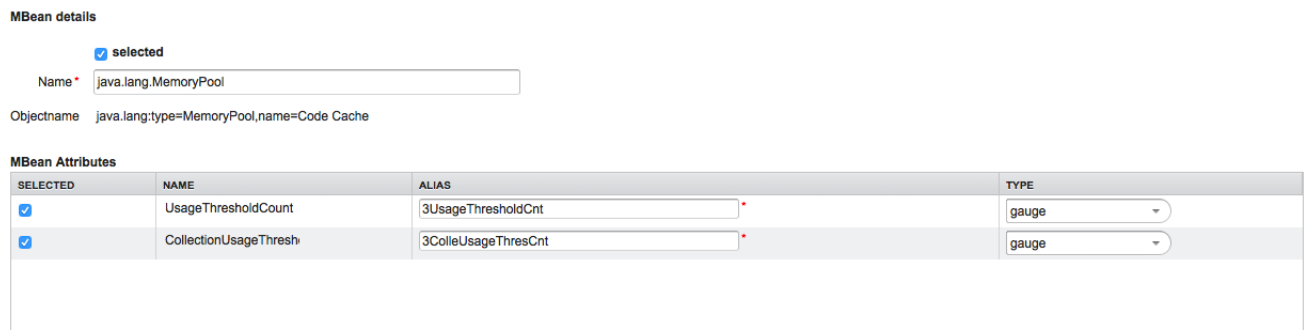 MBean details
selected
Name * java.lang.MemoryPool
Objectname java.lang:type=MemoryPool,name=Code Cache
MBean Attributes
SELECTED NAME ALIAS TYPE
UsageThresholdCount 3UsageThresholdCnt * gauge
CollectionUsageThresh 3ColleUsageThresCnt * gauge